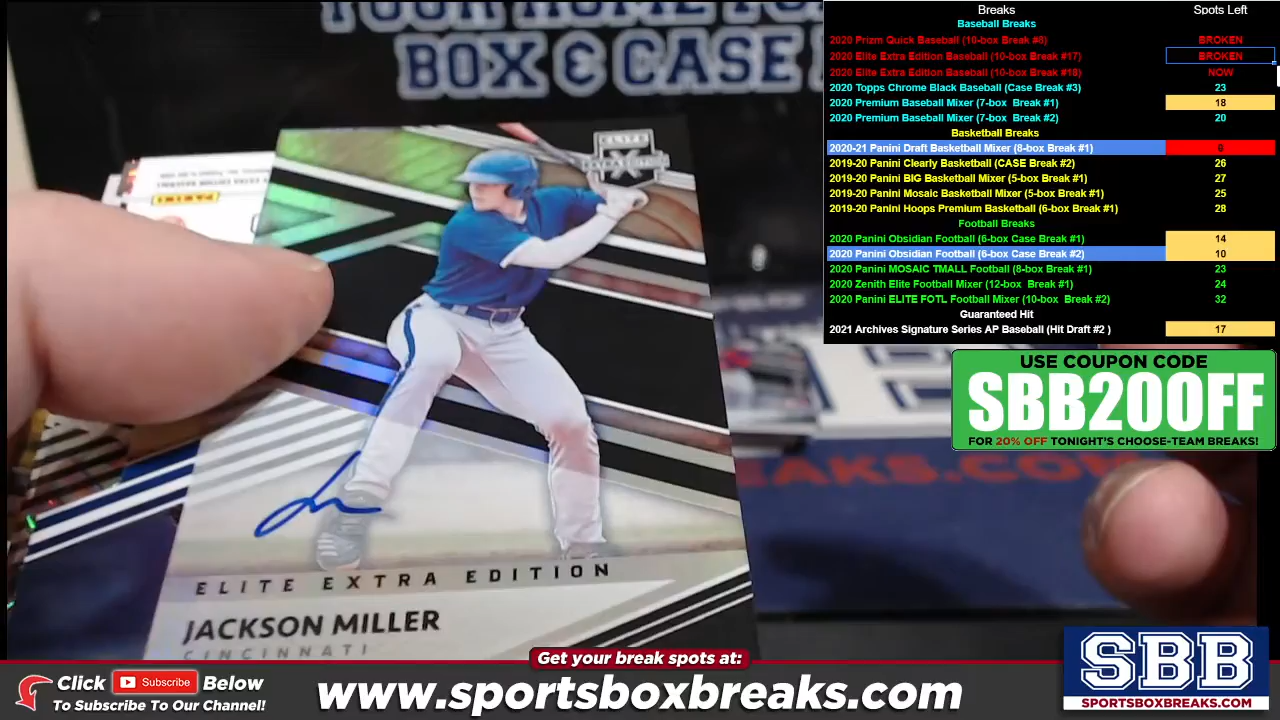 YOUR HOME FO
BOX & CASE
Breaks Spots Left
Baseball Breaks
2020 Prizm Quick Baseball (10-box Break #8) BROKEN
2020 Elite Extra Edition Baseball (10-box Break #17) BROKEN
2020 Elite Extra Edition Baseball (10-box Break #18) NOW
2020 Topps Chrome Black Baseball (Case Break #3) 23
2020 Premium Baseball Mixer (7-box Break #1) 18
2020 Premium Baseball Mixer (7-box Break #2) 20
Basketball Breaks
2020-21 Panini Draft Basketball Mixer (8-box Break #1)
2019-20 Panini Clearly Basketball (CASE Break #2) 26
2019-20 Panini BIG Basketball Mixer (5-box Break #1) 27
2019-20 Panini Mosaic Basketball Mixer (5-box Break #1) 25
2019-20 Panini Hoops Premium Basketball (6-box Break #1) 28
Football Breaks
2020 Panini Obsidian Football (6-box Case Break #1) 14
2020 Panini Obsidian Football (6-box Case Break #2) 10
2020 Panini MOSAIC TMALL Football (8-box Break #1) 23
2020 Zenith Elite Football Mixer (12-box Break #1) 24
2020 Panini ELITE FOTL Football Mixer (10-box Break #2) 32
Guaranteed Hit
2021 Archives Signature Series AP Baseball (Hit Draft #2 ) 17
USE COUPON CODE
SBB20OFF
FOR 20% OFF TONIGHT'S CHOOSE-TEAM BREAKS!
ELITE
EXTRA EDITION
PANINI
EAKS.COM
ELITE EXTRA EDITION
JACKSON MILLER
CINCINNATI
Get your break spots at:
Click Subscribe Below
To Subscribe To Our Channel!
www.sportsboxbreaks.com
SBB
SPORTSBOXBREAKS.COM